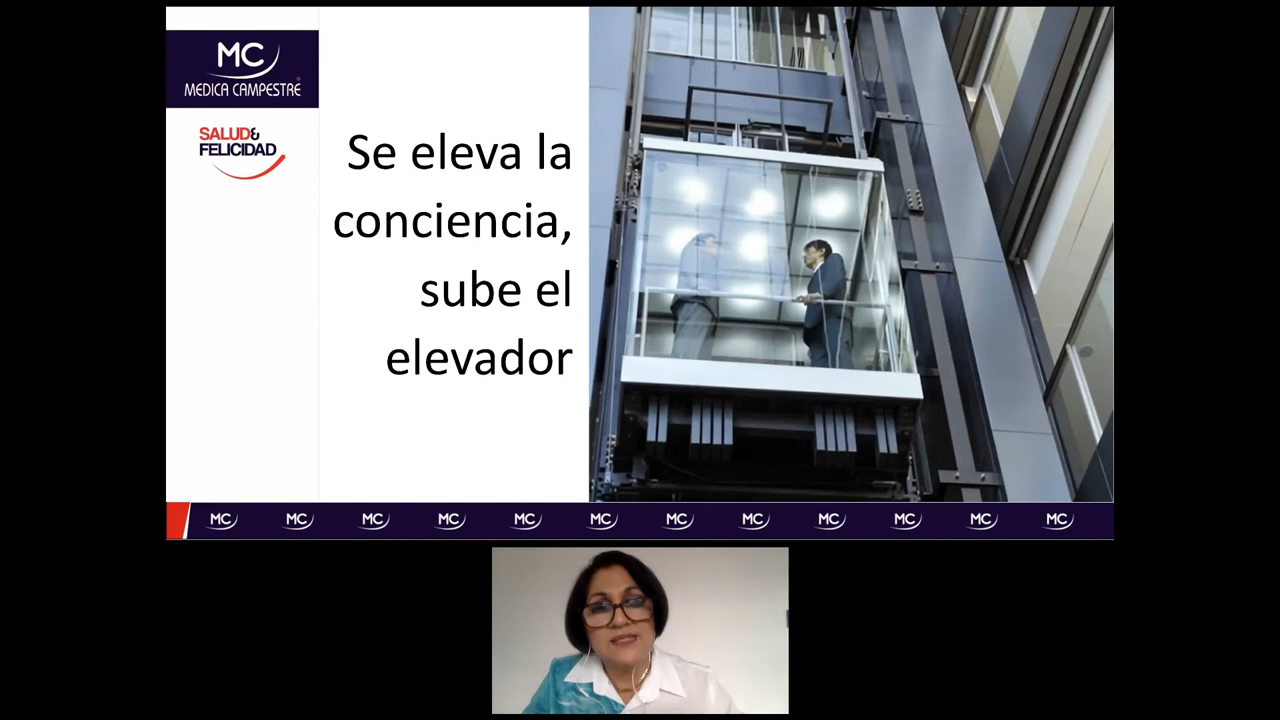 MC
MEDICA CAMPESTRE
SALUD&
FELICIDAD
Se eleva la
conciencia,
sube el
elevador
MC MC MC MC MC MC MC MC MC MC MC MC